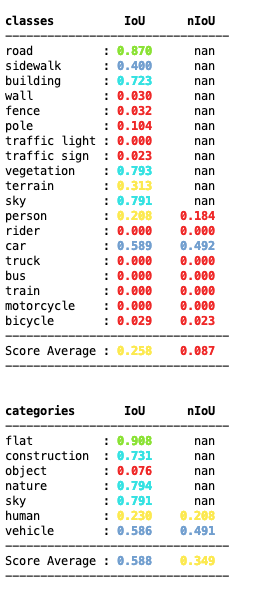 classes IoU nIoU
--------------------------------
road : 0.870 nan
sidewalk : 0.400 nan
building : 0.723 nan
wall : 0.030 nan
fence : 0.032 nan
pole : 0.104 nan
traffic light : 0.000 nan
traffic sign : 0.023 nan
vegetation : 0.793 nan
terrain : 0.313 nan
sky : 0.791 nan
person : 0.208 0.184
rider : 0.000 0.000
car : 0.589 0.492
truck : 0.000 0.000
bus : 0.000 0.000
train : 0.000 0.000
motorcycle : 0.000 0.000
bicycle : 0.029 0.023
--------------------------------
Score Average : 0.258 0.087
--------------------------------
categories IoU nIoU
--------------------------------
flat : 0.908 nan
construction : 0.731 nan
object : 0.076 nan
nature : 0.794 nan
sky : 0.791 nan
human : 0.230 0.208
vehicle : 0.586 0.491
--------------------------------
Score Average : 0.588 0.349
--------------------------------